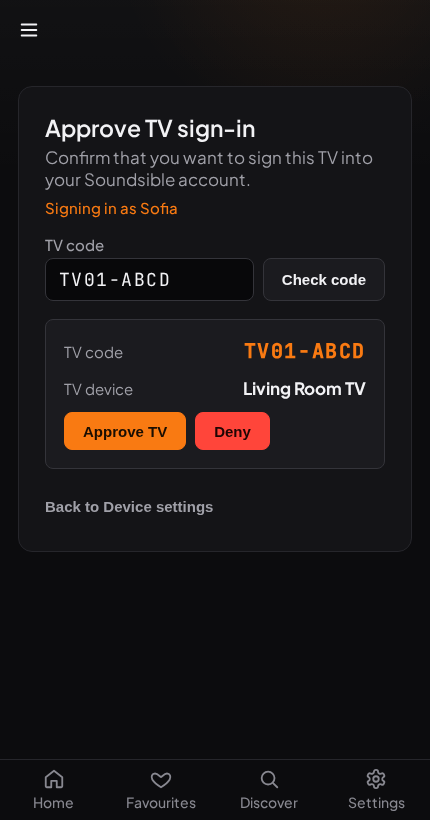 Approve TV sign-in
Confirm that you want to sign this TV into
your Soundsible account.
Signing in as Sofia
TV code
TV01-ABCD
Check code
TV code
TV01-ABCD
TV device
Living Room TV
Approve TV
Deny
Back to Device settings
Home
Favourites
Discover
Settings